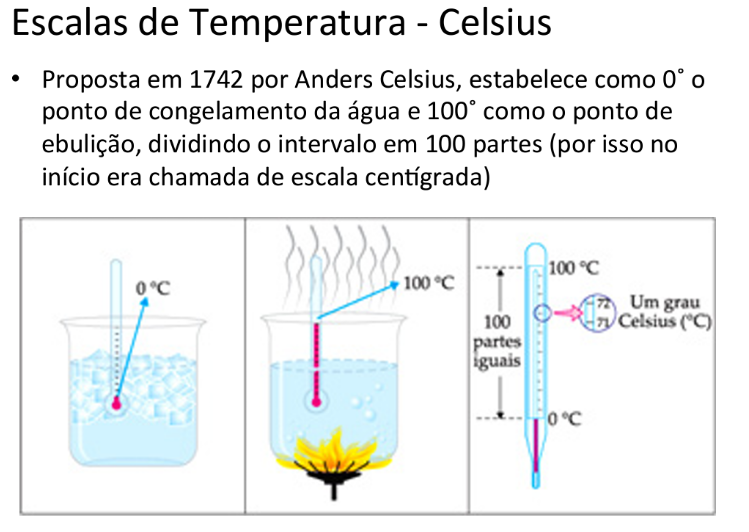 Escalas de Temperatura - Celsius
• Proposta em 1742 por Anders Celsius, estabelece como 0˚ o
ponto de congelamento da água e 100˚ como o ponto de
ebulição, dividindo o intervalo em 100 partes (por isso no
início era chamada de escala centígrada)
0 °C
100 °C
100 °C
72
71
Um grau
Celsius (°C)
100
partes
iguais
0 °C